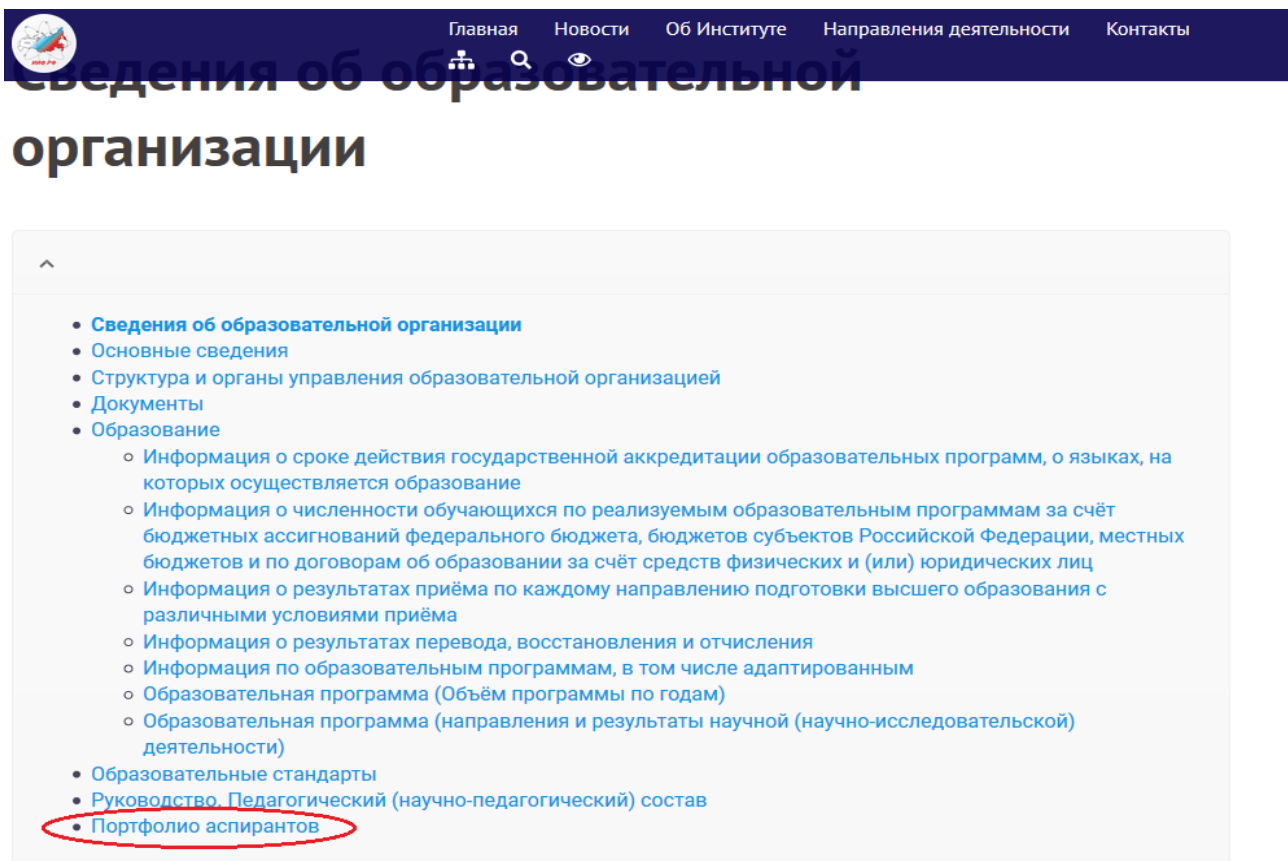 Главная Новости Об Институте Направления деятельности Контакты
Сведения об образовательной
организации
Сведения об образовательной организации
Основные сведения
Структура и органы управления образовательной организацией
Документы
Образование
Информация о сроке действия государственной аккредитации образовательных программ, о языках, на
которых осуществляется образование
Информация о численности обучающихся по реализуемым образовательным программам за счёт
бюджетных ассигнований федерального бюджета, бюджетов субъектов Российской Федерации, местных
бюджетов и по договорам об образовании за счёт средств физических и (или) юридических лиц
Информация о результатах приёма по каждому направлению подготовки высшего образования с
различными условиями приёма
Информация о результатах перевода, восстановления и отчисления
Информация по образовательным программам, в том числе адаптированным
Образовательная программа (Объём программы по годам)
Образовательная программа (направления и результаты научной (научно-исследовательской)
деятельности)
Образовательные стандарты
Руководство. Педагогический (научно-педагогический) состав
Портфолио аспирантов